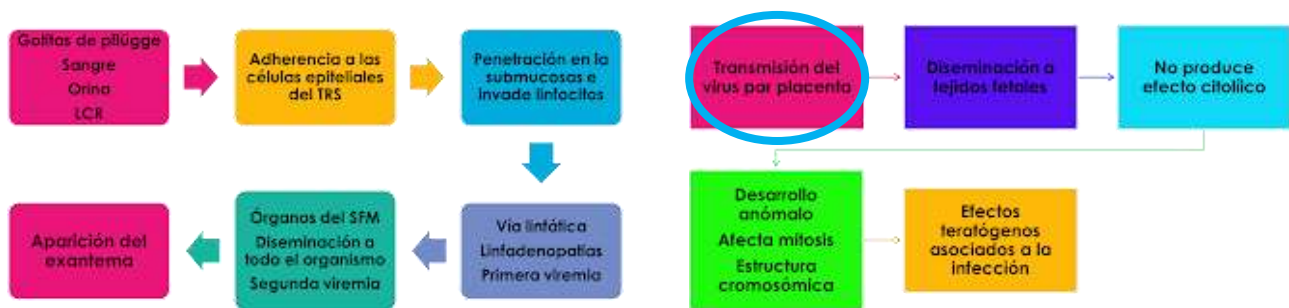 Gotitas de pflügge
Sangre
Orina
LCR
Adherencia a las
células epiteliales
del TRS
Penetración en la
submucosas e
invade linfocitos
Vía linfática
Linfadenopatías
Primera viremia
Órganos del SFM
Diseminación a
todo el organismo
Segunda viremia
Aparición del
exantema
Transmisión del
virus por placenta
Diseminación a
tejidos fetales
No produce
efecto citolíico
Desarrollo
anómalo
Afecta mitosis
Estructura
cromosómica
Efectos
teratógenos
asociados a la
infección